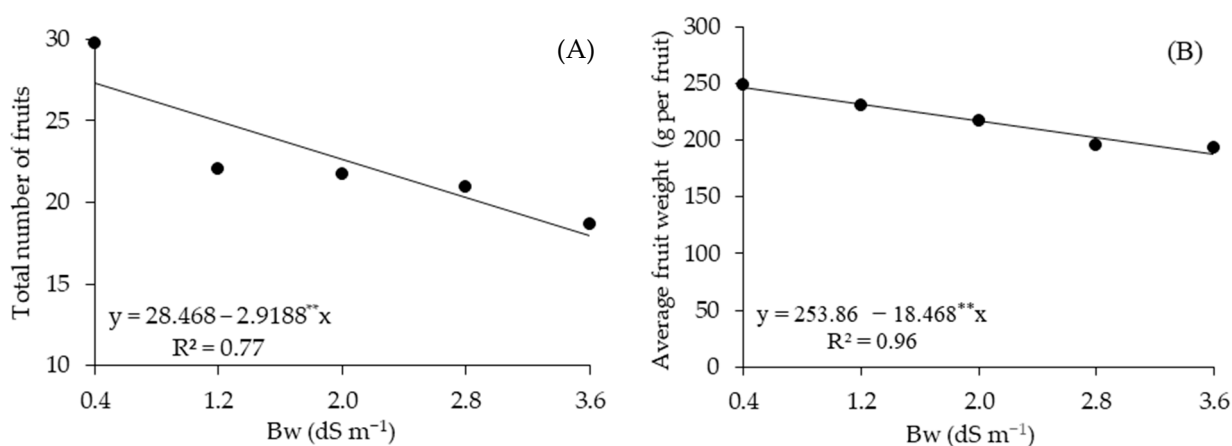 (A)
Total number of fruits
30
25
20
15
10
y = 28.468 – 2.9188**x
R² = 0.77
0.4 1.2 2.0 2.8 3.6
Bw (dS m⁻¹)
(B)
Average fruit weight (g per fruit)
300
250
200
150
100
50
0
y = 253.86 – 18.468**x
R² = 0.96
0.4 1.2 2.0 2.8 3.6
Bw (dS m⁻¹)